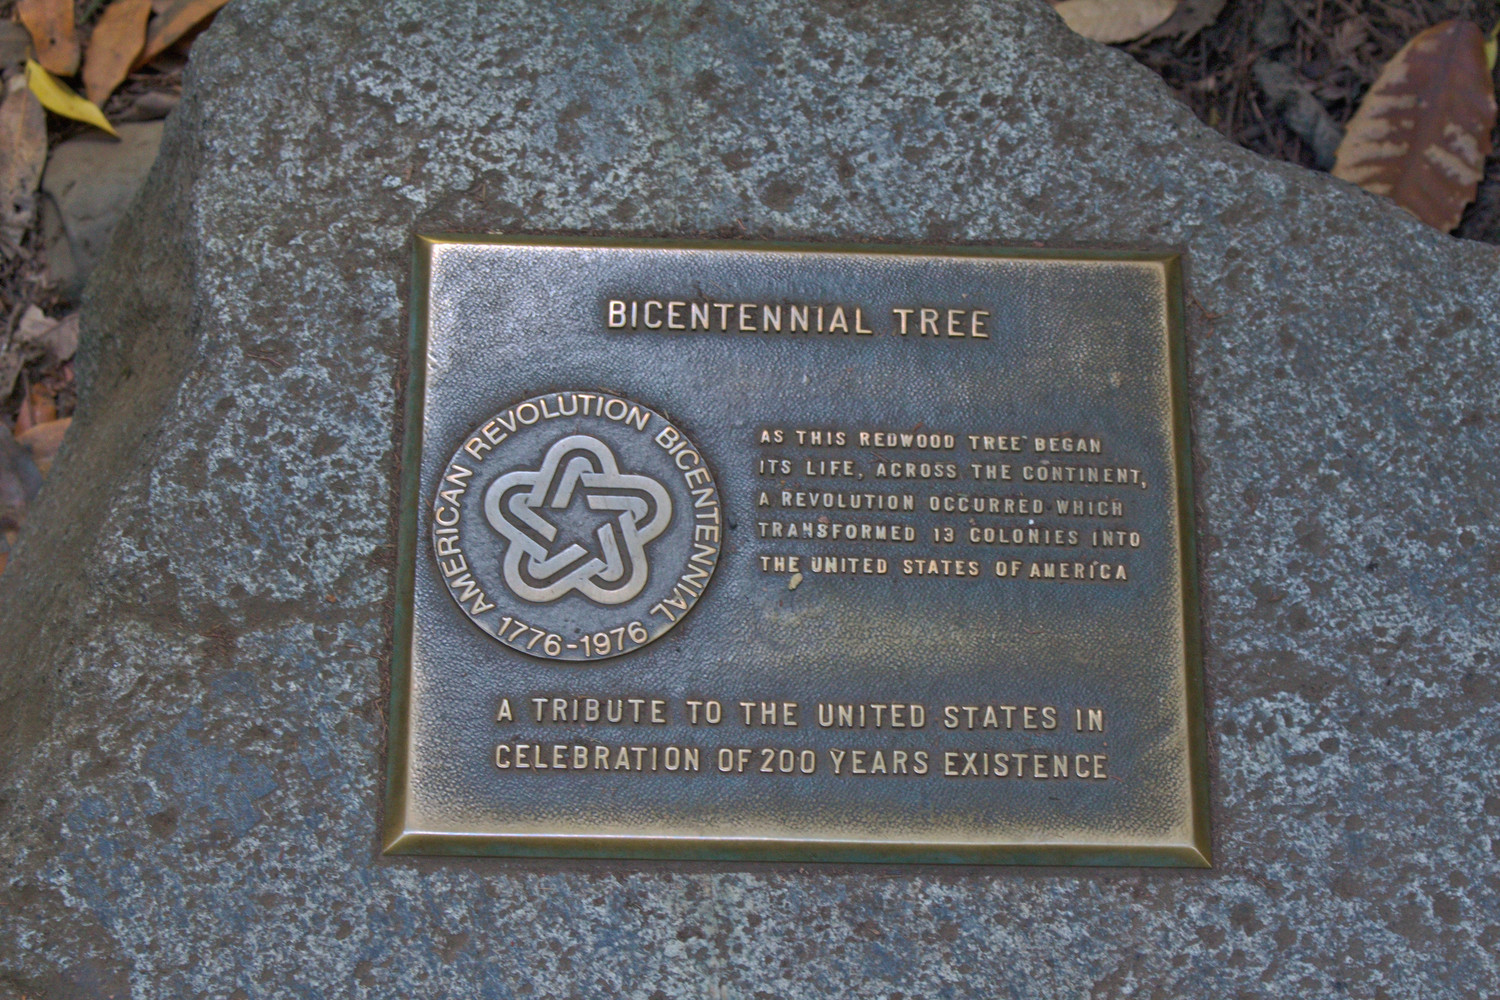 BICENTENNIAL TREE
AMERICAN REVOLUTION BICENTENNIAL
1776-1976
AS THIS REDWOOD TREE BEGAN
ITS LIFE, ACROSS THE CONTINENT,
A REVOLUTION OCCURRED WHICH
TRANSFORMED 13 COLONIES INTO
THE UNITED STATES OF AMERICA
A TRIBUTE TO THE UNITED STATES IN
CELEBRATION OF 200 YEARS EXISTENCE